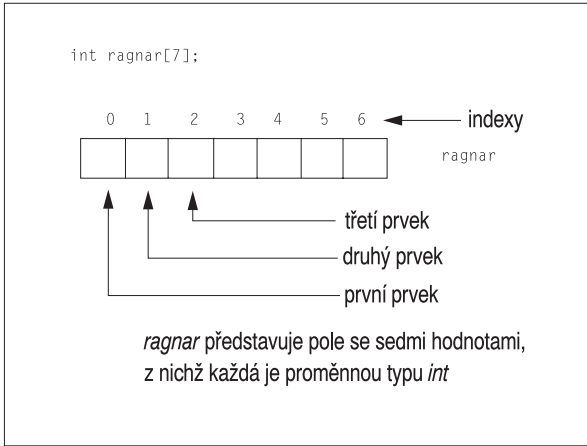 int ragnar[7];
0 1 2 3 4 5 6 indexy
ragnar
třetí prvek
druhý prvek
první prvek
ragnar představuje pole se sedmi hodnotami,
z nichž každá je proměnnou typu int